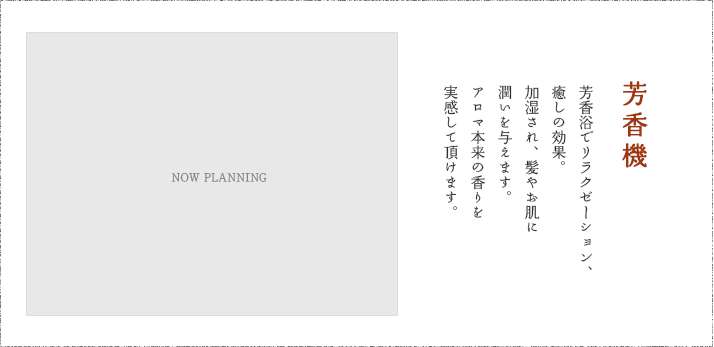 芳香機
芳香浴でリラクゼーション、
癒しの効果。
加湿され、髪やお肌に
潤いを与えます。
アロマ本来の香りを
実感して頂けます。
NOW PLANNING